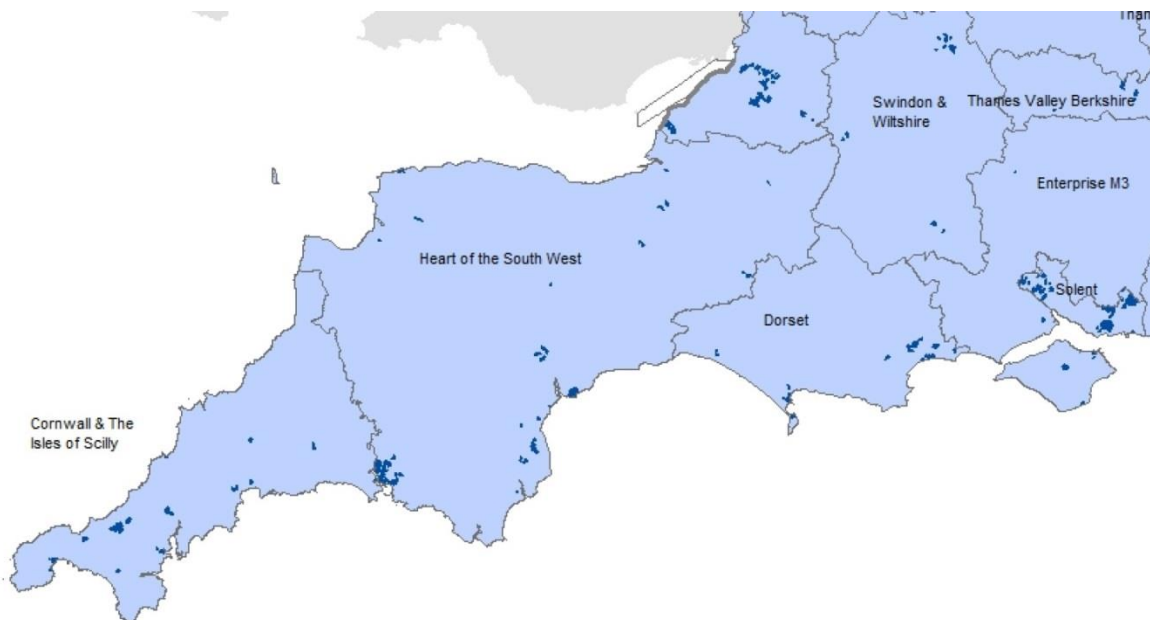 Swindon &
Wiltshire
Thames Valley Berkshire
Enterprise M3
Heart of the South West
Solent
Dorset
Cornwall & The
Isles of Scilly